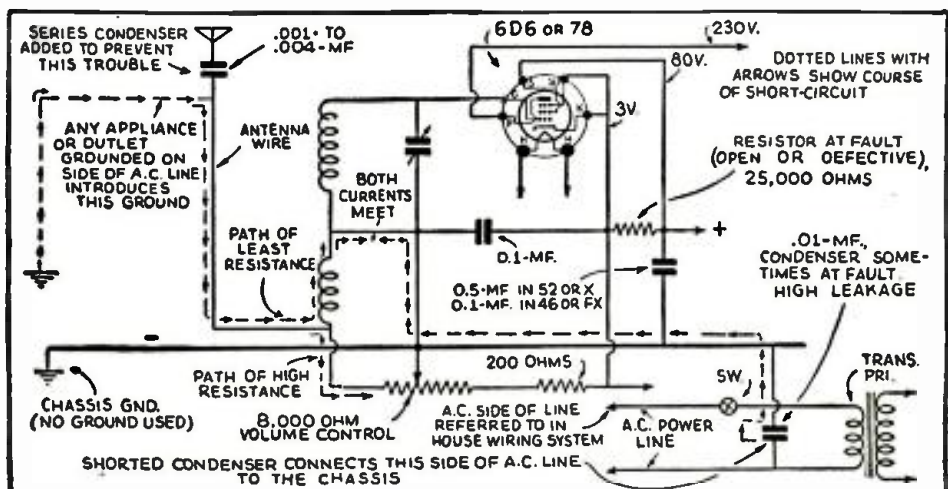 SERIES CONDENSER
ADDED TO PREVENT
THIS TROUBLE
.001- TO
.004-MF
6D6 OR 78
230V.
80V.
DOTTED LINES WITH
ARROWS SHOW COURSE
OF SHORT-CIRCUIT
3V.
ANY APPLIANCE
OR OUTLET
GROUNDED ON
SIDE OF A.C. LINE
INTRODUCES
THIS GROUND
ANTENNA
WIRE
BOTH
CURRENTS
MEET
RESISTOR AT FAULT
(OPEN OR DEFECTIVE),
25,000 OHMS
+
PATH OF
LEAST
RESISTANCE
0.1-MF.
0.5-MF IN 52 OR X
0.1-MF. IN 46 OR FX
.01-MF.,
CONDENSER SOME-
TIMES AT FAULT.
HIGH LEAKAGE
-
PATH OF HIGH
RESISTANCE
200 OHMS
SW.
TRANS.
PRI.
CHASSIS GND.
(NO GROUND USED)
8,000 OHM
VOLUME CONTROL
A.C. SIDE OF LINE
REFERRED TO IN
HOUSE WIRING SYSTEM
A.C. POWER
LINE
SHORTED CONDENSER CONNECTS THIS SIDE OF A.C. LINE
TO THE CHASSIS